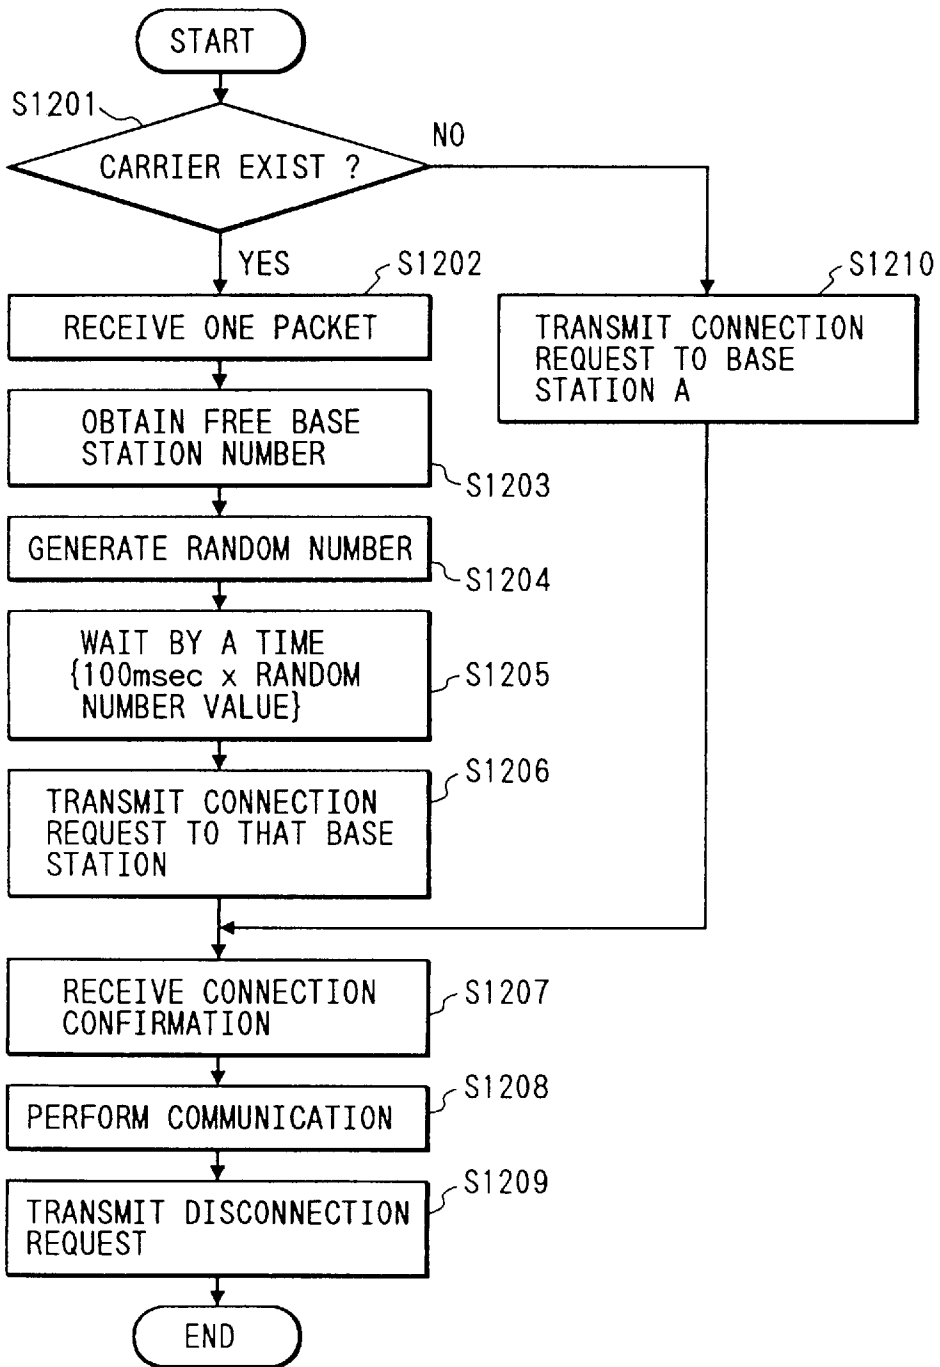 START
S1201
CARRIER EXIST ?
NO
YES
S1202
RECEIVE ONE PACKET
S1210
TRANSMIT CONNECTION
REQUEST TO BASE
STATION A
OBTAIN FREE BASE
STATION NUMBER
S1203
GENERATE RANDOM NUMBER
S1204
WAIT BY A TIME
{100msec x RANDOM
NUMBER VALUE}
S1205
S1206
TRANSMIT CONNECTION
REQUEST TO THAT BASE
STATION
RECEIVE CONNECTION
CONFIRMATION
S1207
S1208
PERFORM COMMUNICATION
S1209
TRANSMIT DISCONNECTION
REQUEST
END